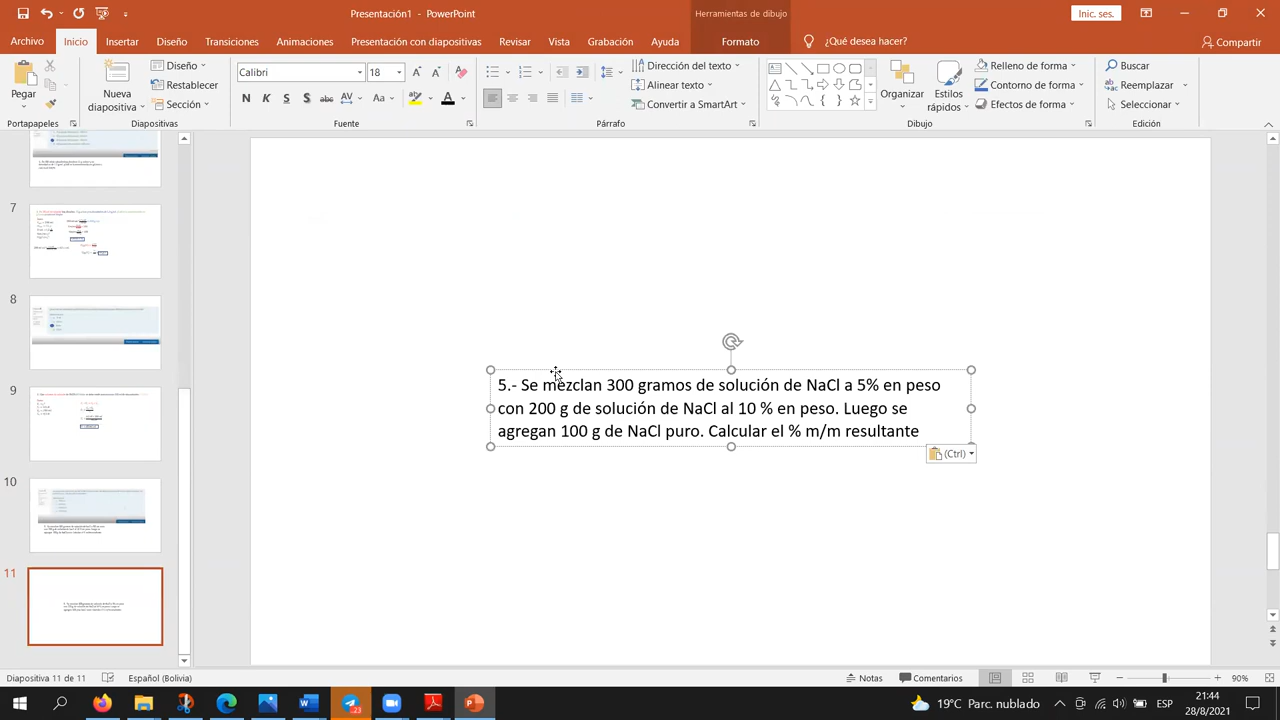 Presentación1 - PowerPoint
Herramientas de dibujo
Inic. ses.
Archivo Inicio Insertar Diseño Transiciones Animaciones Presentación con diapositivas Revisar Vista Grabación Ayuda Formato ¿Qué desea hacer? Compartir
Pegar
Nueva diapositiva
Diseño
Restablecer
Sección
Calibri 18
N K S S abc AV Aa A
Dirección del texto
Alinear texto
Convertir a SmartArt
Organizar
Estilos rápidos
Relleno de forma
Contorno de forma
Efectos de forma
Buscar
Reemplazar
Seleccionar
Portapapeles Diapositivas Fuente Párrafo Dibujo Edición
7
8
9
10
11
5.- Se mezclan 300 gramos de solución de NaCl a 5% en peso
con 200 g de solución de NaCl al 10 % en peso. Luego se
agregan 100 g de NaCl puro. Calcular el % m/m resultante
(Ctrl)
Diapositiva 11 de 11 Español (Bolivia) Notas Comentarios 90%
23
19°C Parc. nublado ESP 21:44
28/8/2021